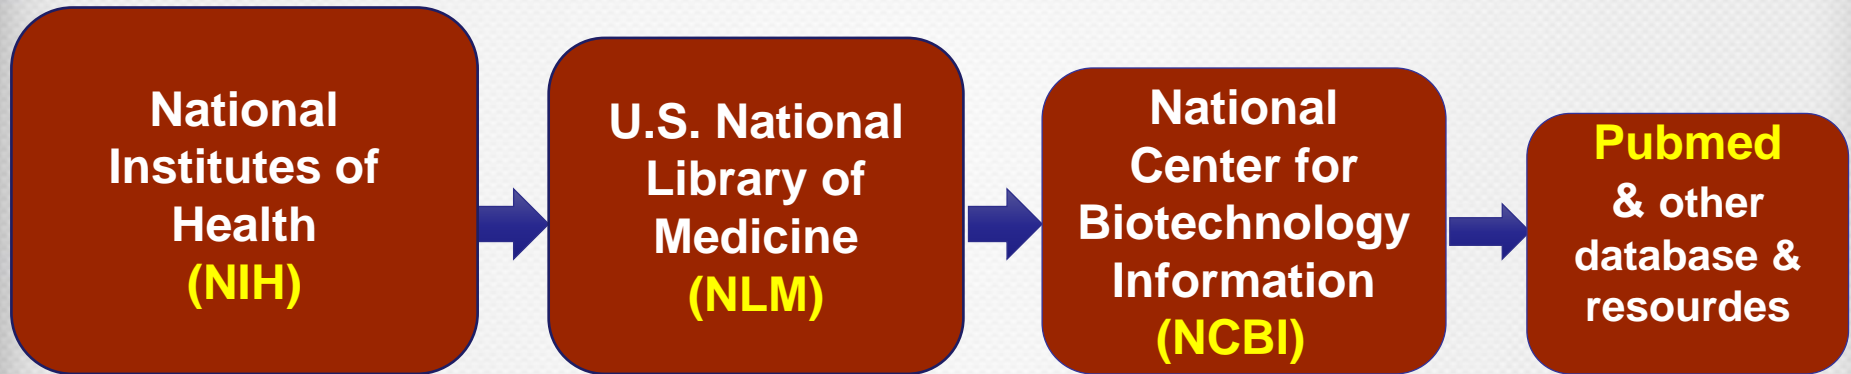 National
Institutes of
Health
(NIH)
U.S. National
Library of
Medicine
(NLM)
National
Center for
Biotechnology
Information
(NCBI)
Pubmed
& other
database &
resourdes